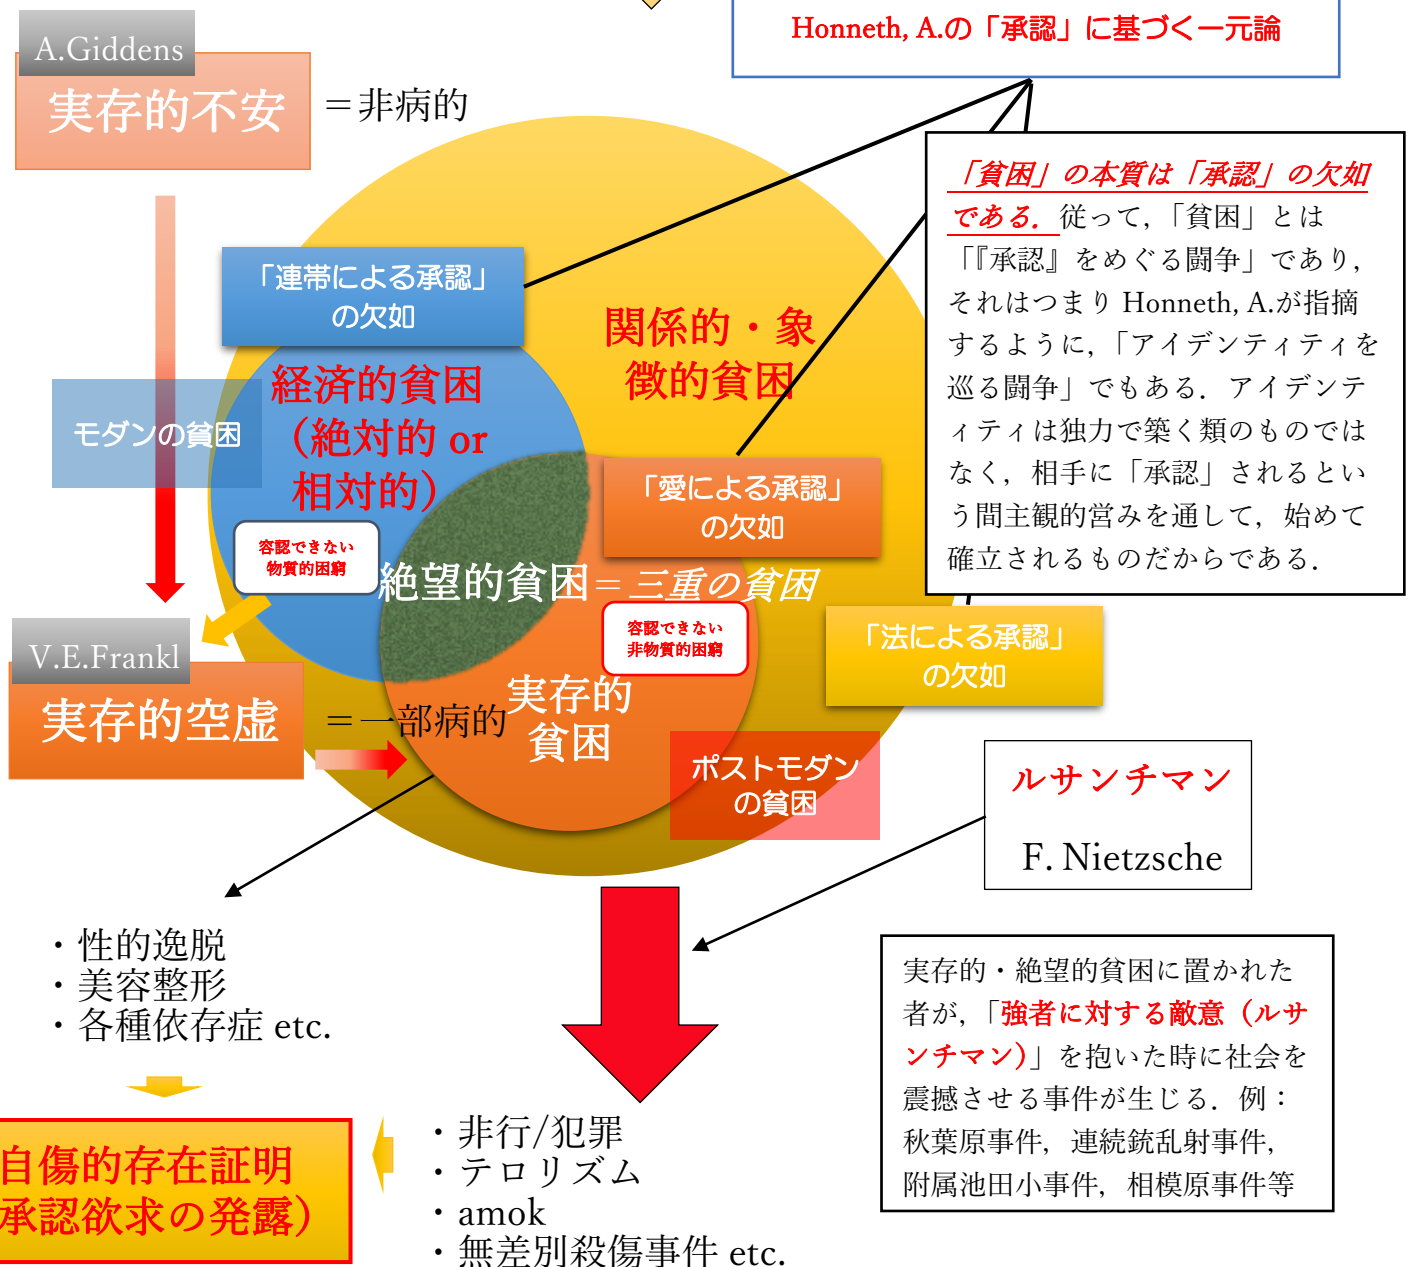 Honneth, A.の「承認」に基づく一元論
A.Giddens
実存的不安
＝非病的
「貧困」の本質は「承認」の欠如
である．従って，「貧困」とは
「『承認』をめぐる闘争」であり，
それはつまり Honneth, A.が指摘
するように，「アイデンティティを
巡る闘争」でもある．アイデンテ
ィティは独力で築く類のものでは
なく，相手に「承認」されるとい
う間主観的営みを通して，始めて
確立されるものだからである．
「連帯による承認」
の欠如
関係的・象
徴的貧困
経済的貧困
（絶対的 or
相対的）
モダンの貧困
「愛による承認」
の欠如
容認できない
物質的困窮
絶望的貧困＝三重の貧困
容認できない
非物質的困窮
「法による承認」
の欠如
V.E.Frankl
実存的空虚
＝一部病的
実存的
貧困
ポストモダン
の貧困
ルサンチマン
F. Nietzsche
・性的逸脱
・美容整形
・各種依存症 etc.
実存的・絶望的貧困に置かれた
者が，「強者に対する敵意（ルサ
ンチマン）」を抱いた時に社会を
震撼させる事件が生じる．例：
秋葉原事件，連続銃乱射事件，
附属池田小事件，相模原事件等
自傷的存在証明
承認欲求の発露）
・非行/犯罪
・テロリズム
・amok
・無差別殺傷事件 etc.